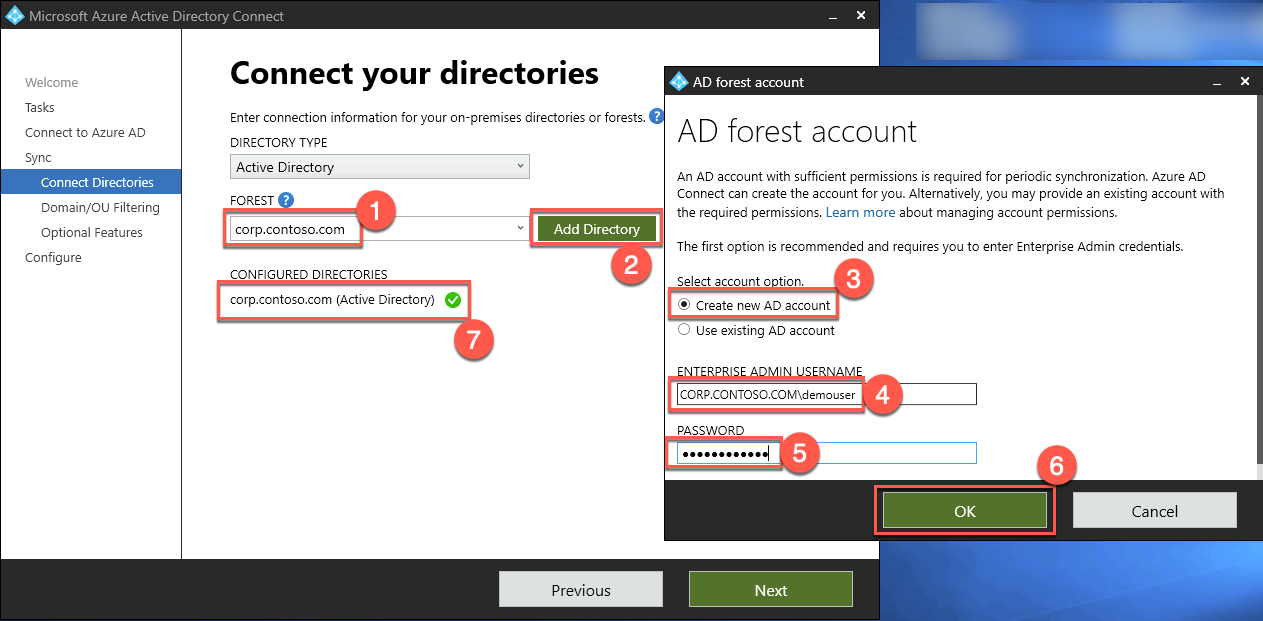 Microsoft Azure Active Directory Connect
Welcome
Tasks
Connect to Azure AD
Sync
Connect Directories
Domain/OU Filtering
Optional Features
Configure
Connect your directories
Enter connection information for your on-premises directories or forests. ?
DIRECTORY TYPE
Active Directory
FOREST ?
1
corp.contoso.com
Add Directory
2
CONFIGURED DIRECTORIES
corp.contoso.com (Active Directory)
7
Previous
Next
AD forest account
AD forest account
An AD account with sufficient permissions is required for periodic synchronization. Azure AD
Connect can create the account for you. Alternatively, you may provide an existing account with
the required permissions. Learn more about managing account permissions.
The first option is recommended and requires you to enter Enterprise Admin credentials.
Select account option.
3
Create new AD account
Use existing AD account
ENTERPRISE ADMIN USERNAME
CORP.CONTOSO.COM\demouser
4
PASSWORD
●●●●●●●●●●●●
5
6
OK
Cancel